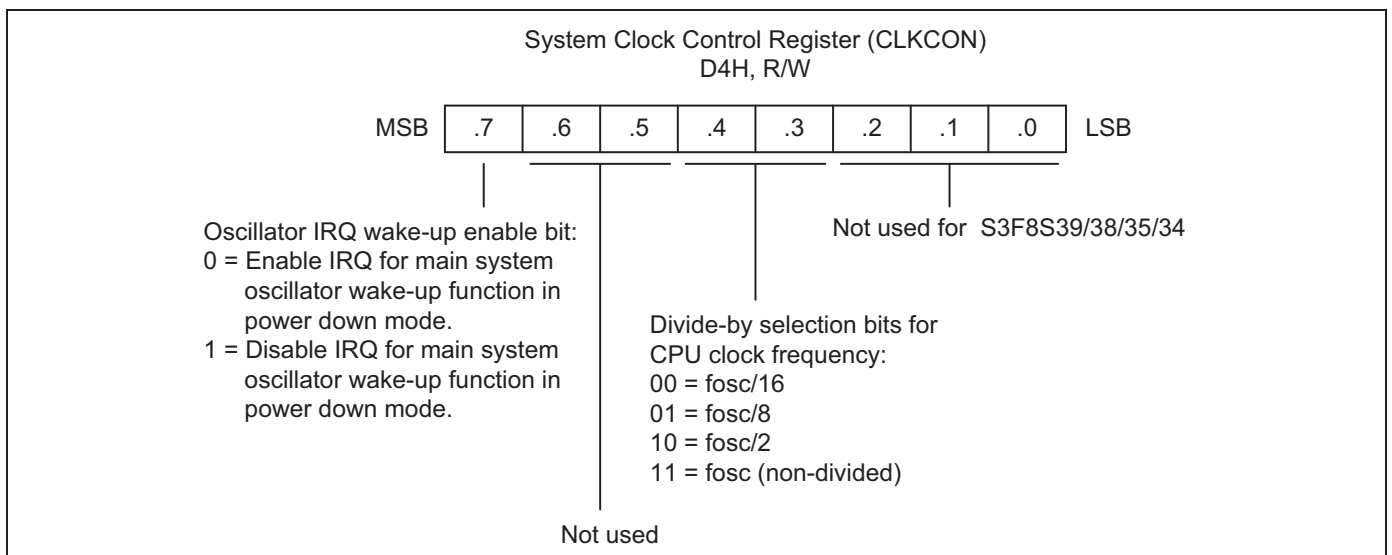 System Clock Control Register (CLKCON)
D4H, R/W
MSB .7 .6 .5 .4 .3 .2 .1 .0 LSB
Oscillator IRQ wake-up enable bit:
0 = Enable IRQ for main system
oscillator wake-up function in
power down mode.
1 = Disable IRQ for main system
oscillator wake-up function in
power down mode.
Not used for S3F8S39/38/35/34
Divide-by selection bits for
CPU clock frequency:
00 = fosc/16
01 = fosc/8
10 = fosc/2
11 = fosc (non-divided)
Not used